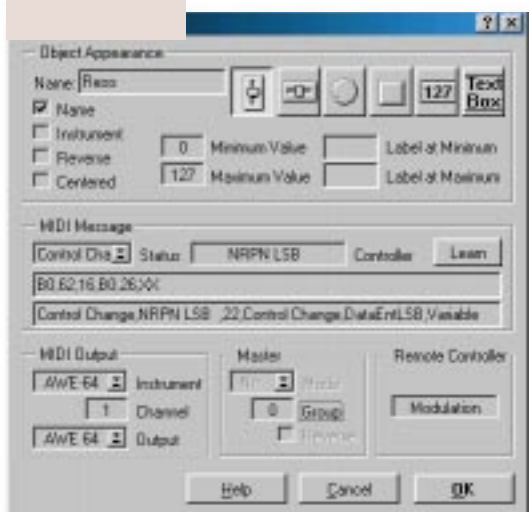 ? x
Object Appearance
Name: Reso
Name
Instrument
Reverse
Centered
127
Text
Box
0 Minimum Value Label at Minimum
127 Maximum Value Label at Maximum
MIDI Message
Control Cha Status NRPN LSB Controller Learn
B0,62,16,B0,26,XX
Control Change,NRPN LSB ,22,Control Change,DataEntLSB,Variable
MIDI Output
AWE 64 Instrument
1 Channel
AWE 64 Output
Master
0 Group
Reverse
Remote Controller
Modulation
Help Cancel OK